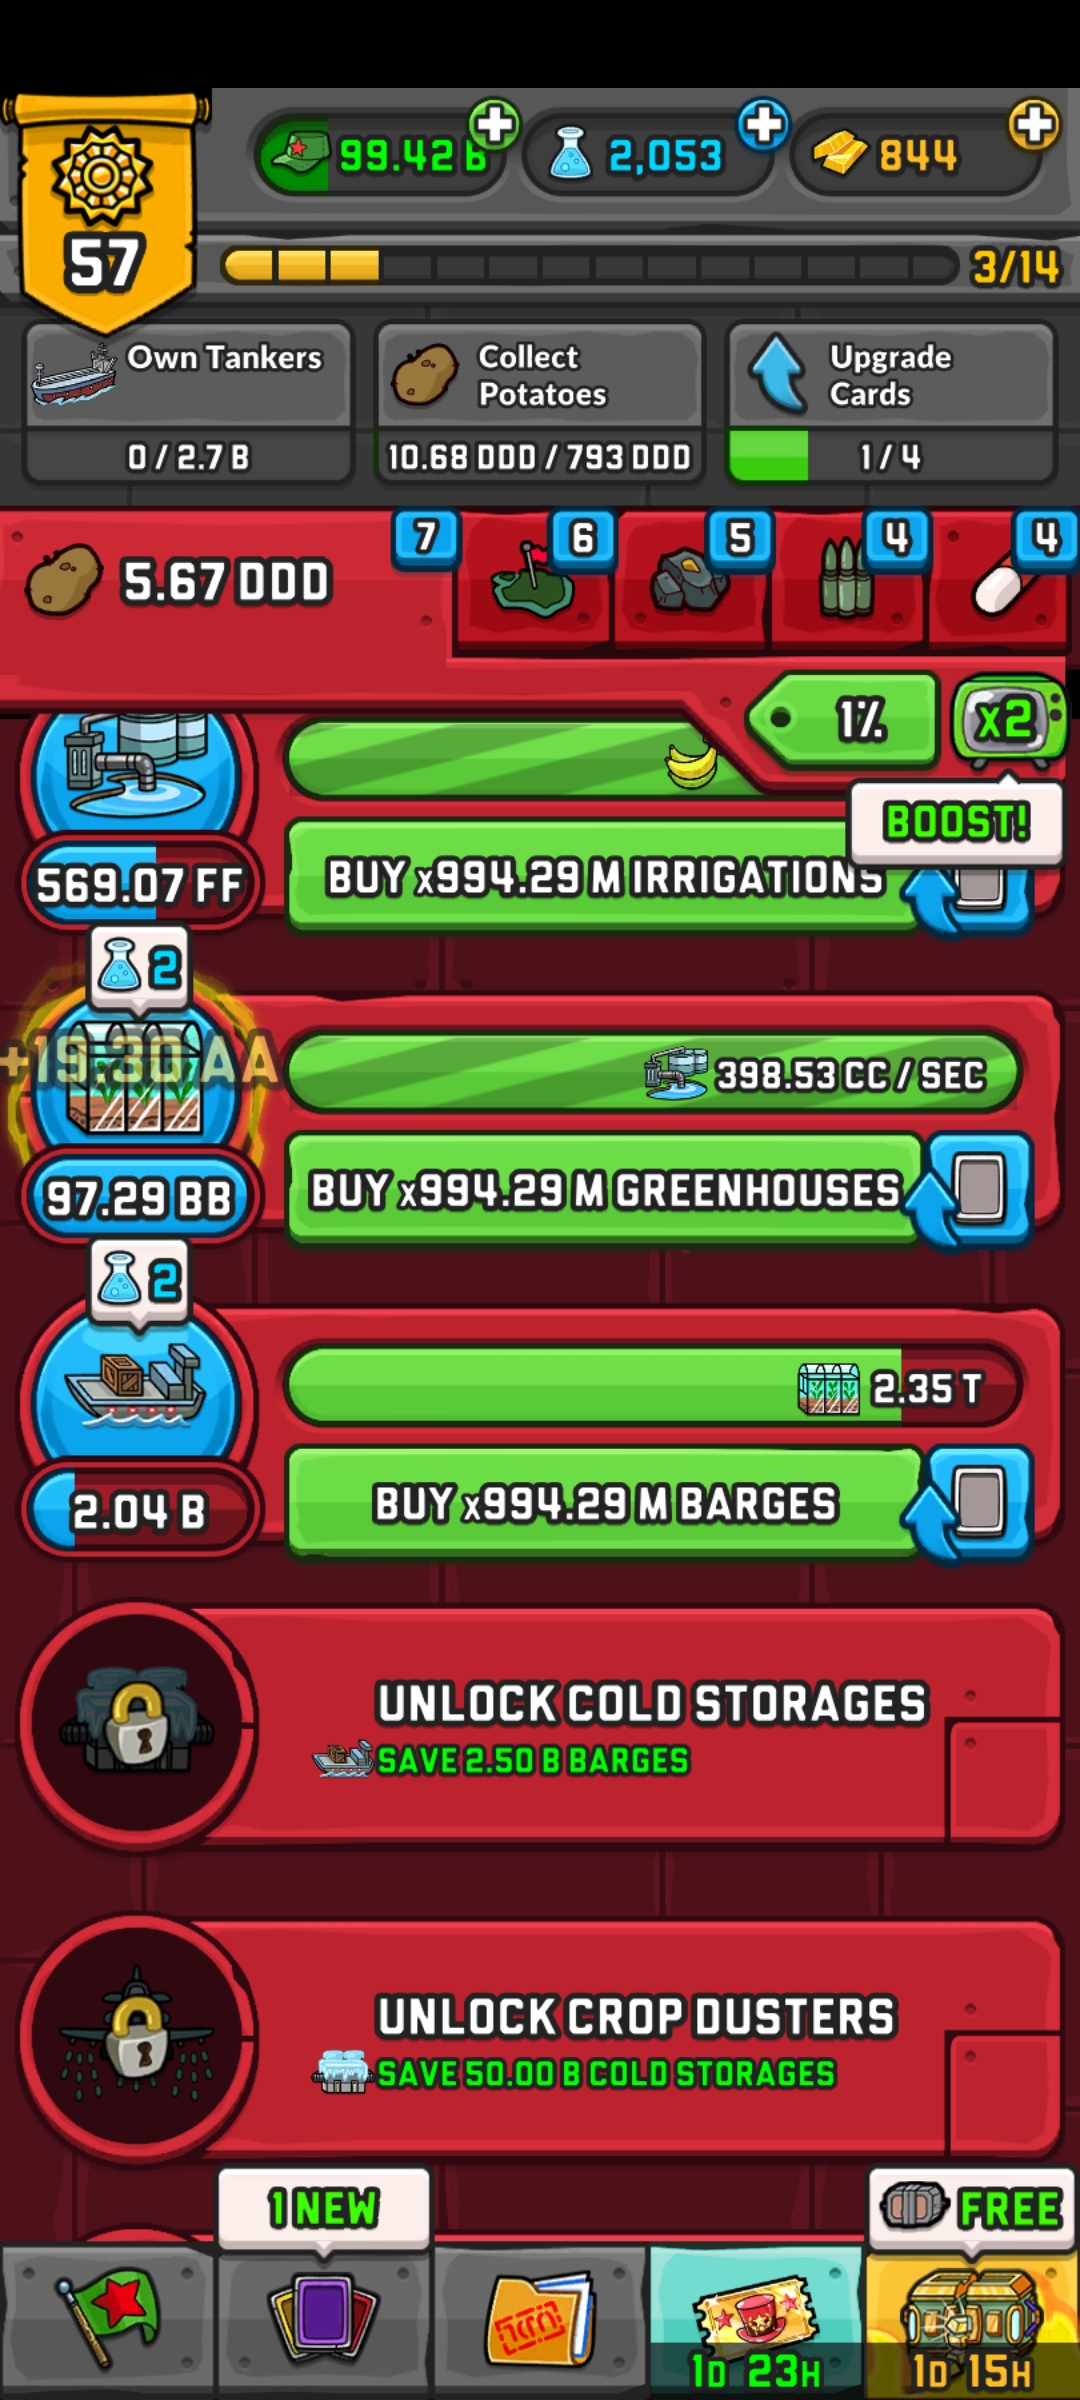 99.42 B
2,053
844
57
3/14
Own Tankers
0 / 2.7 B
Collect
Potatoes
10.68 DDD / 793 DDD
Upgrade
Cards
1 / 4
5.67 DDD
7
6
5
4
4
1%
x2
BOOST!
569.07 FF
BUY x994.29 M IRRIGATIONS
2
+19.30 AA
398.53 CC / SEC
97.29 BB
BUY x994.29 M GREENHOUSES
2
2.35 T
2.04 B
BUY x994.29 M BARGES
UNLOCK COLD STORAGES
SAVE 2.50 B BARGES
UNLOCK CROP DUSTERS
SAVE 50.00 B COLD STORAGES
1 NEW
FREE
1D 23H
1D 15H